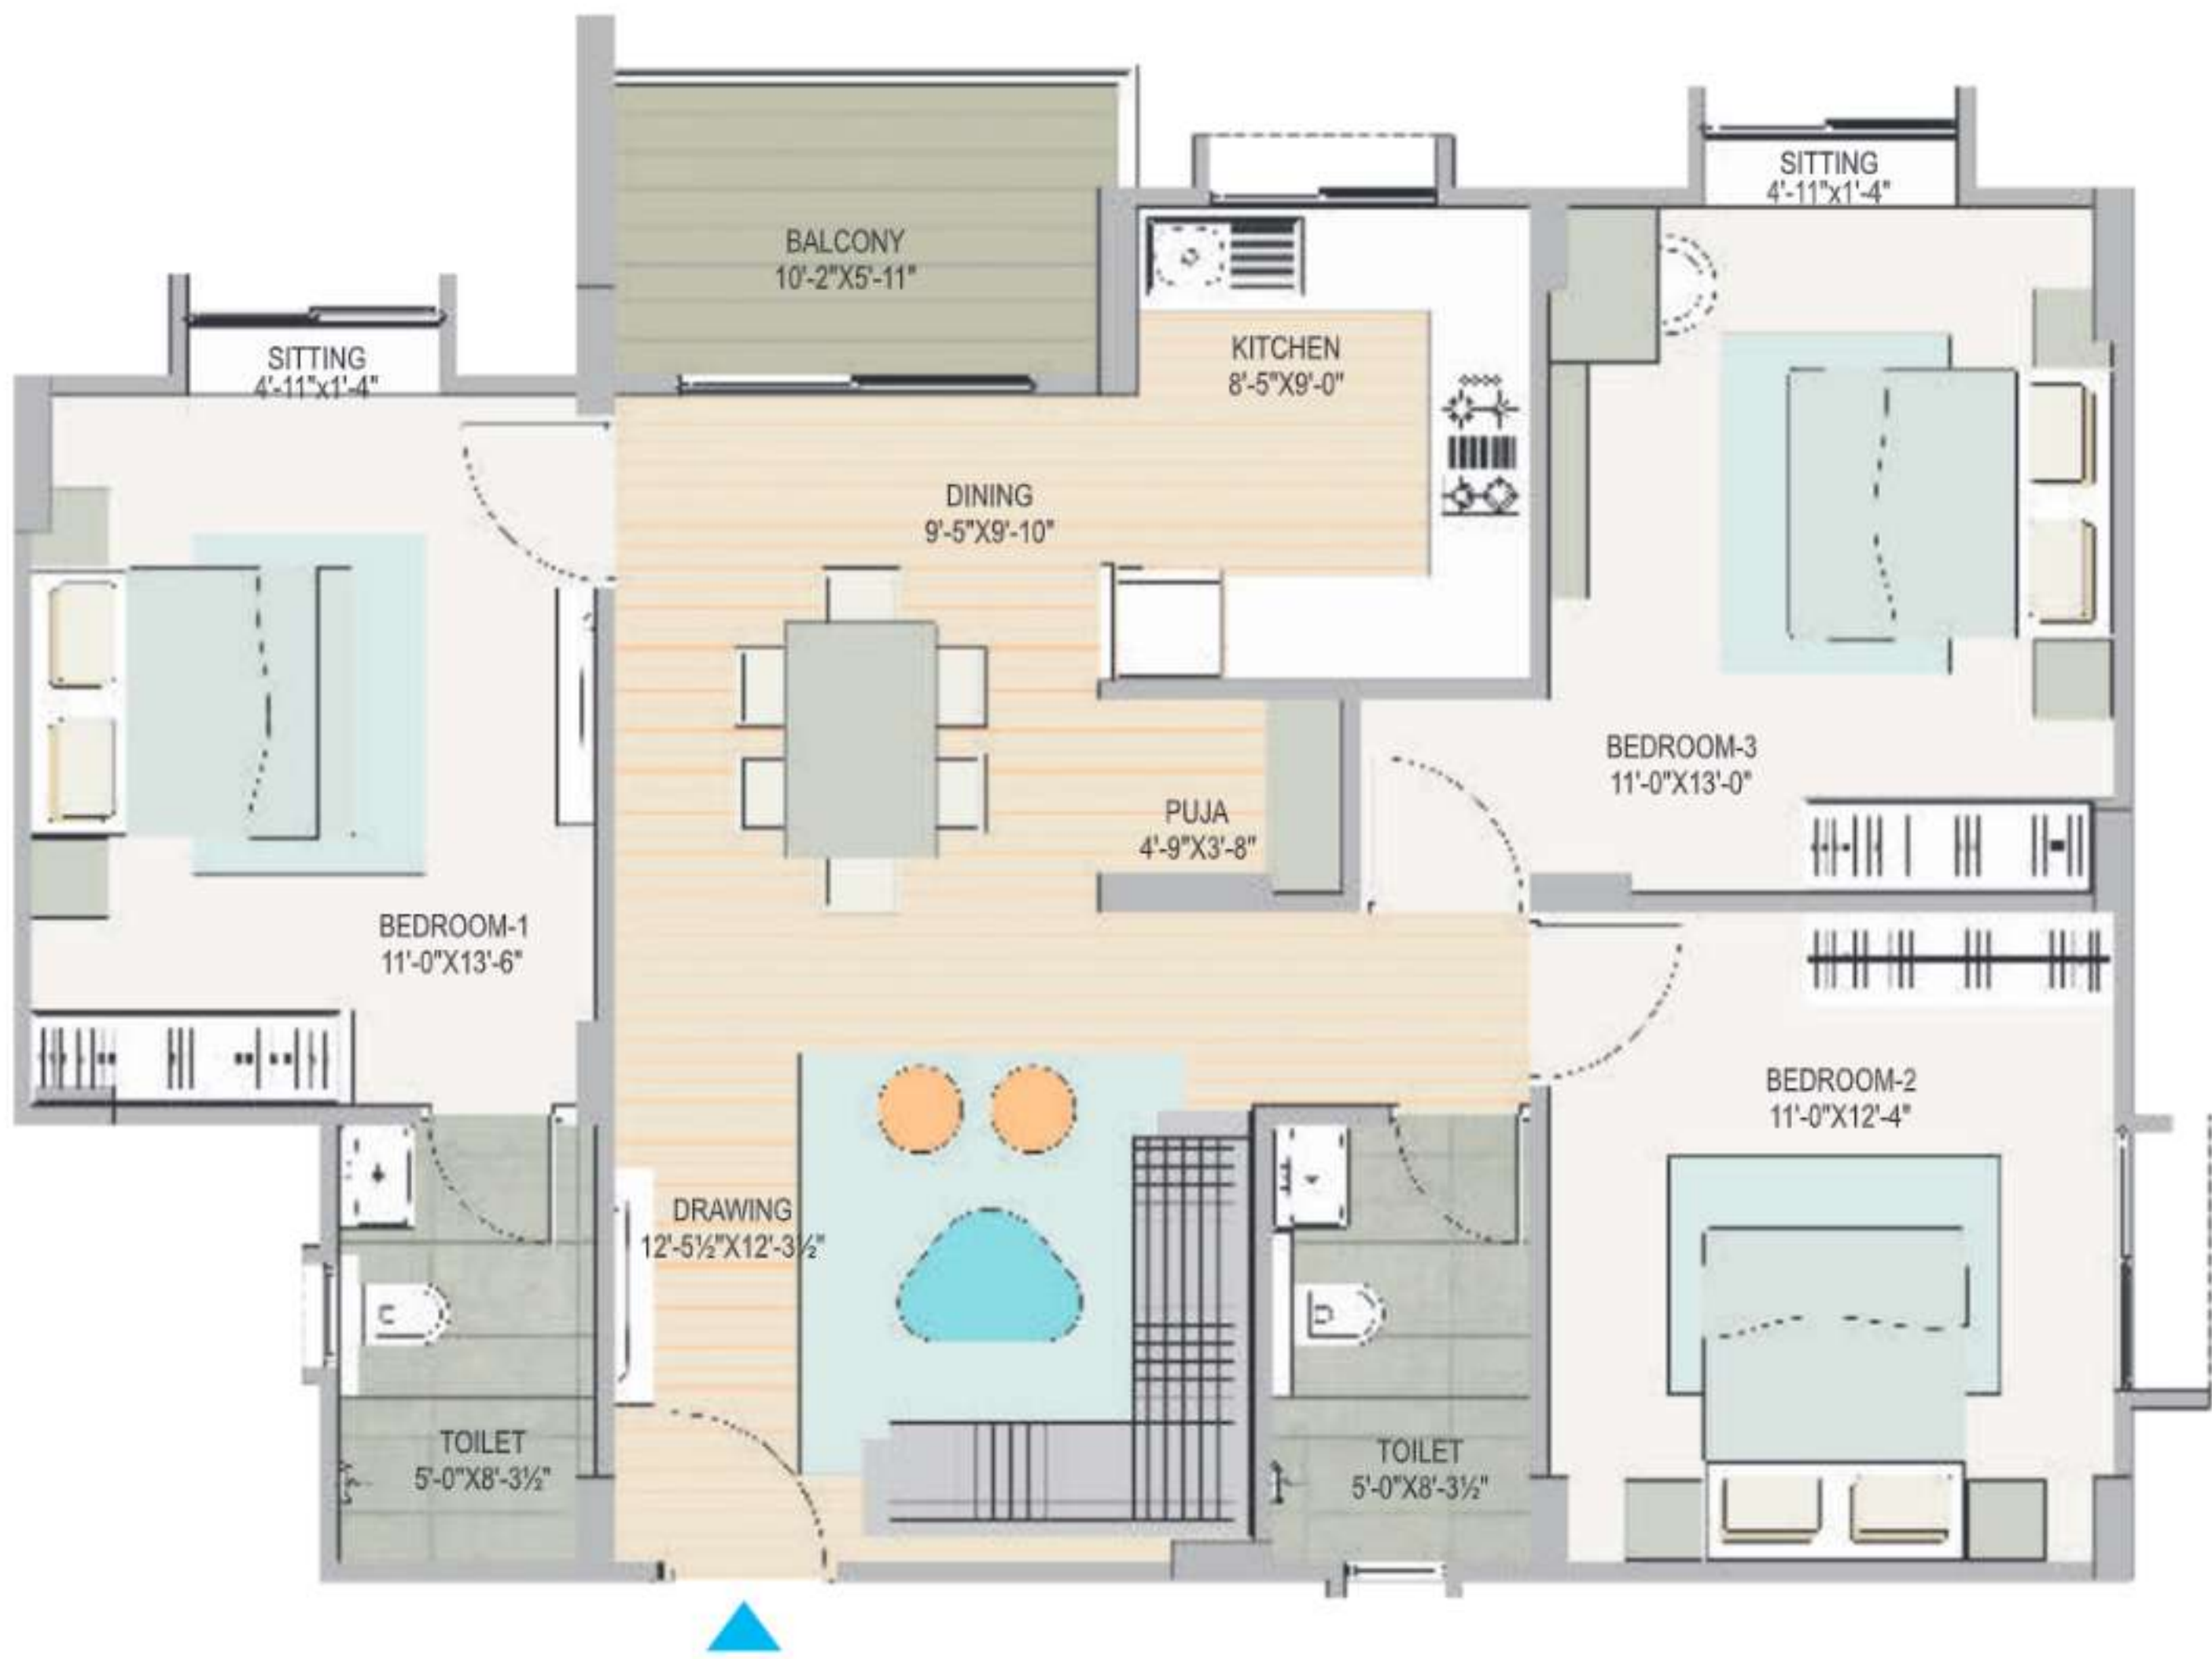 SITTING
4'-11"x1'-4"
BALCONY
10'-2"X5'-11"
KITCHEN
8'-5"X9'-0"
SITTING
4'-11"x1'-4"
DINING
9'-5"X9'-10"
BEDROOM-3
11'-0"X13'-0"
PUJA
4'-9"X3'-8"
BEDROOM-1
11'-0"X13'-6"
BEDROOM-2
11'-0"X12'-4"
DRAWING
12'-5½"X12'-3½"
TOILET
5'-0"X8'-3½"
TOILET
5'-0"X8'-3½"